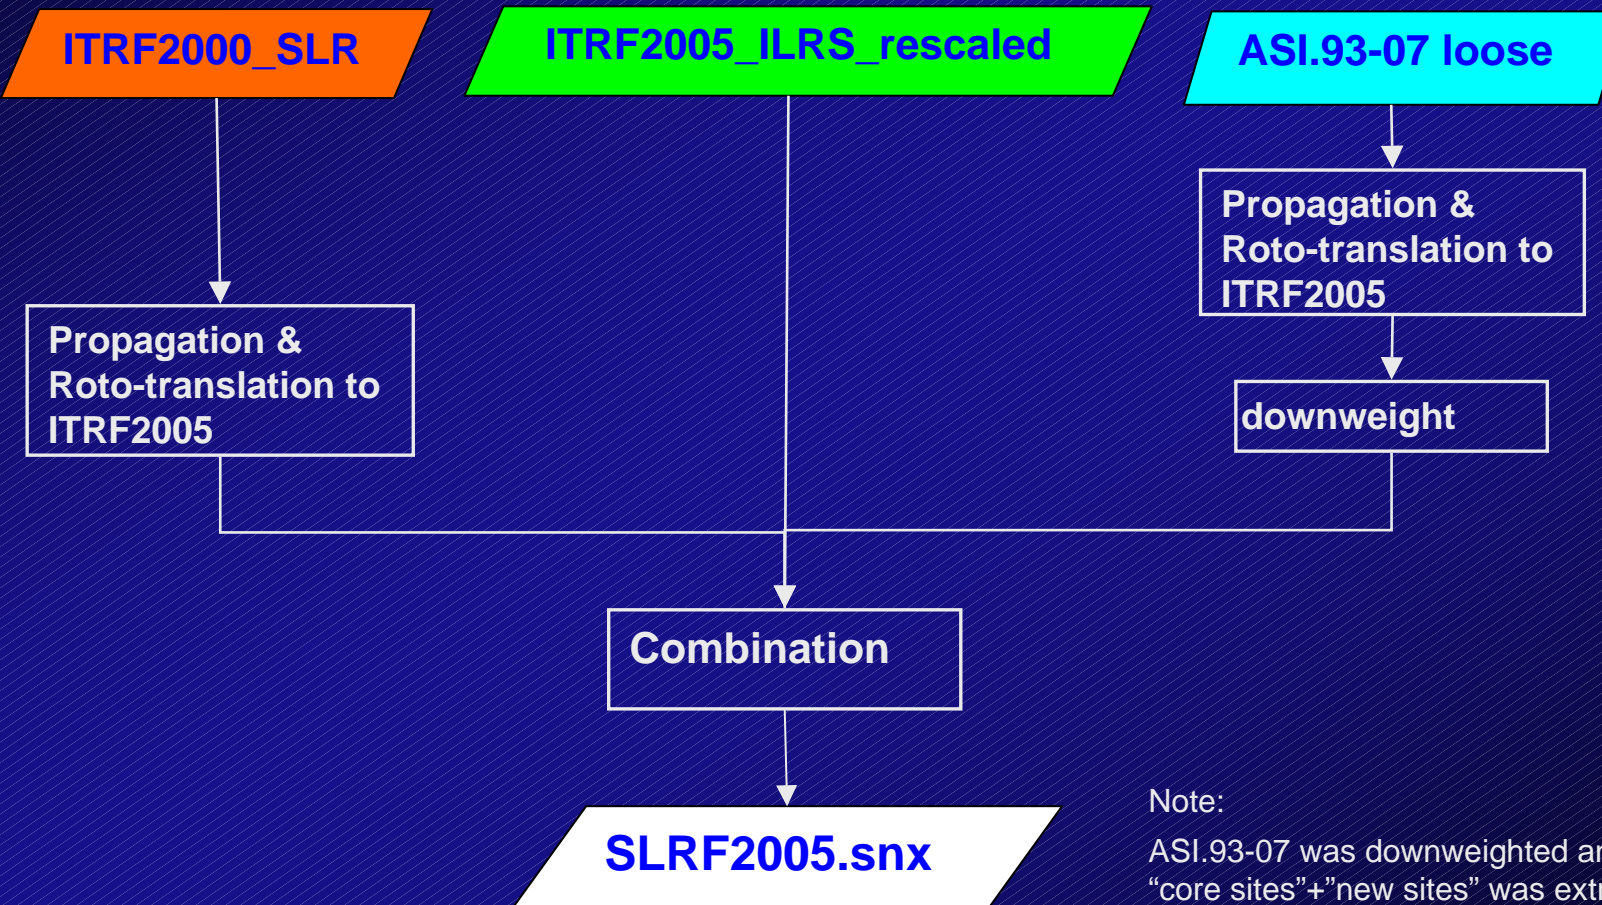 ITRF2000_SLR
ITRF2005_ILRS_rescaled
ASI.93-07 loose
Propagation &
Roto-translation to
ITRF2005
Propagation &
Roto-translation to
ITRF2005
downweight
Combination
SLRF2005.snx
Note:
ASI.93-07 was downweighted
“core sites”+”new sites” was